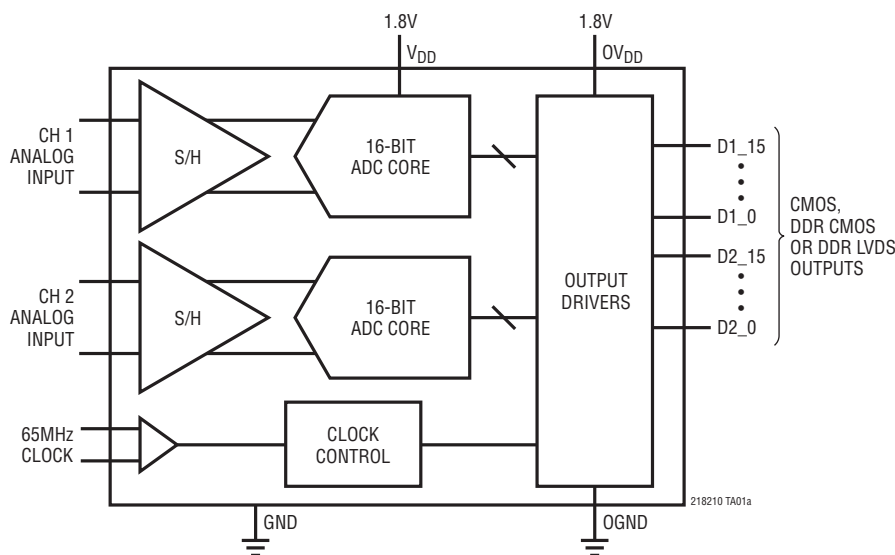 1.8V
V_DD
1.8V
OV_DD
CH 1
ANALOG
INPUT
S/H
16-BIT
ADC CORE
D1_15
•
•
•
D1_0
CH 2
ANALOG
INPUT
S/H
16-BIT
ADC CORE
OUTPUT
DRIVERS
D2_15
•
•
•
D2_0
CMOS,
DDR CMOS
OR DDR LVDS
OUTPUTS
65MHz
CLOCK
CLOCK
CONTROL
GND
OGND
218210 TA01a